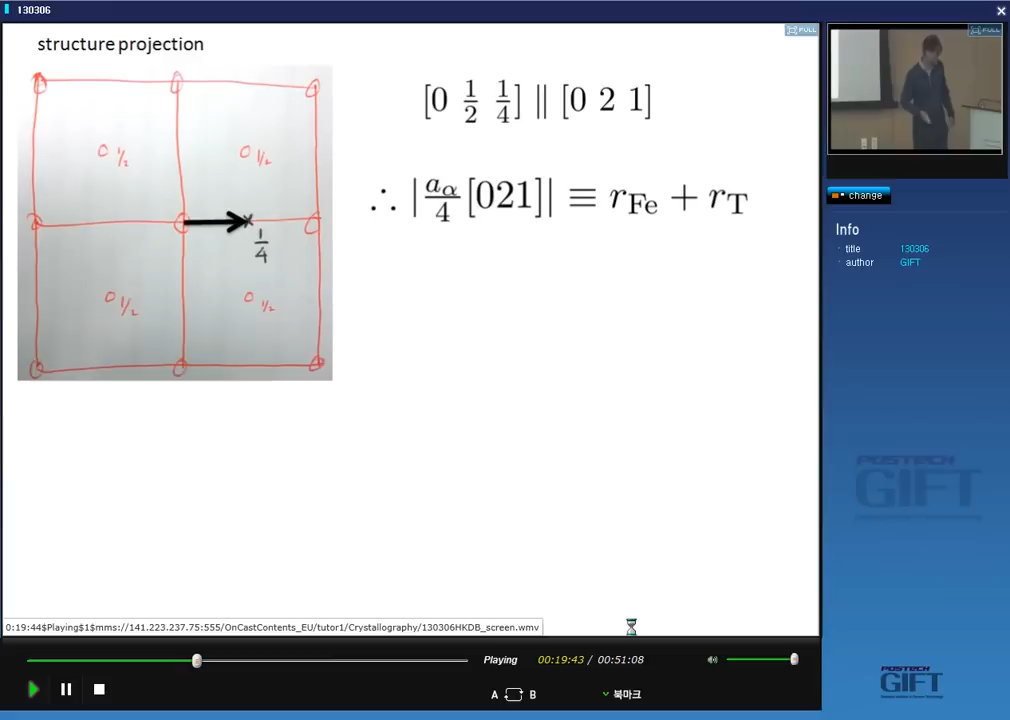 130306
structure projection
FULL
FULL
[0 1/2 1/4] ∥ [0 2 1]
0 1/2
0 1/2
∴ |aα/4 [021]| ≡ rFe + rT
1/4
0 1/2
0 1/2
change
Info
title 130306
author GIFT
POSTECH
GIFT
0:19:44$Playing$1$mms://141.223.237.75:555/OnCastContents_EU/tutor1/Crystallography/130306HKDB_screen.wmv
Playing 00:19:43 / 00:51:08
A B 북마크
POSTECH
GIFT